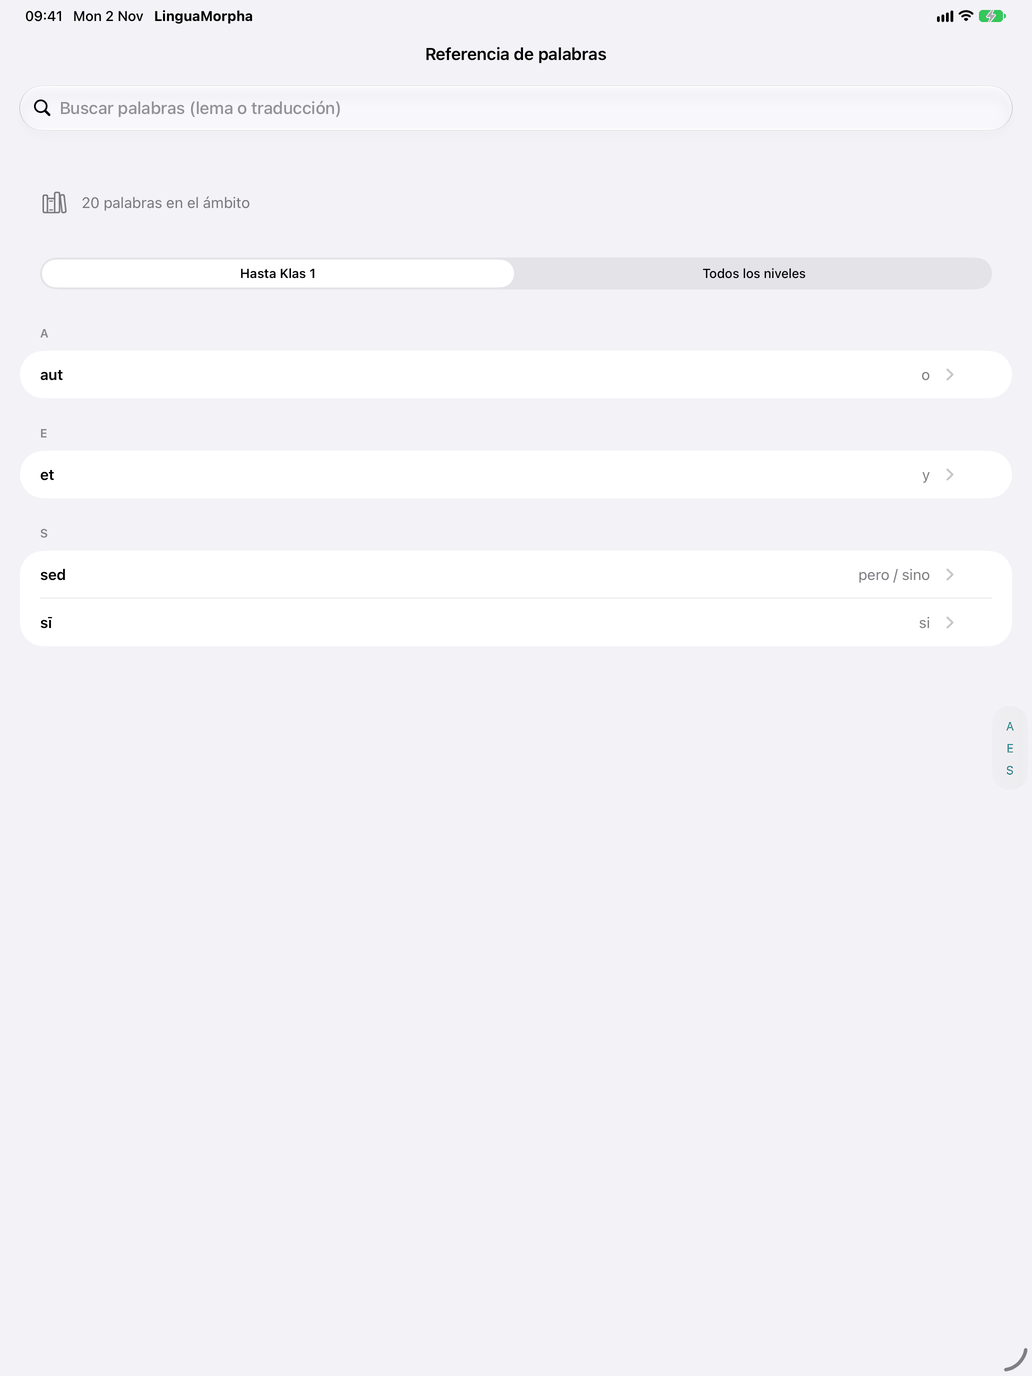 09:41 Mon 2 Nov LinguaMorpha
Referencia de palabras
Buscar palabras (lema o traducción)
20 palabras en el ámbito
Hasta Klas 1 Todos los niveles
A
aut o
E
et y
S
sed pero / sino
sī si
A
E
S